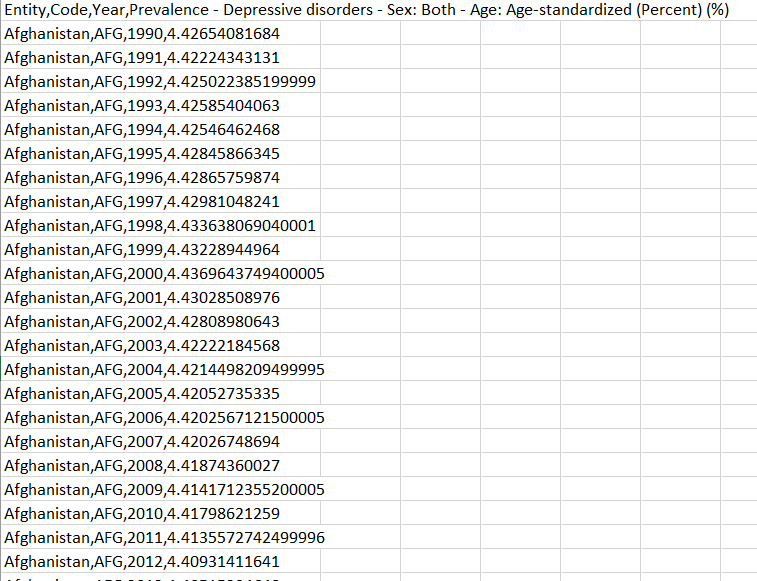 Entity,Code,Year,Prevalence - Depressive disorders - Sex: Both - Age: Age-standardized (Percent) (%)
Afghanistan,AFG,1990,4.42654081684
Afghanistan,AFG,1991,4.42224343131
Afghanistan,AFG,1992,4.425022385199999
Afghanistan,AFG,1993,4.42585404063
Afghanistan,AFG,1994,4.42546462468
Afghanistan,AFG,1995,4.42845866345
Afghanistan,AFG,1996,4.42865759874
Afghanistan,AFG,1997,4.42981048241
Afghanistan,AFG,1998,4.433638069040001
Afghanistan,AFG,1999,4.43228944964
Afghanistan,AFG,2000,4.4369643749400005
Afghanistan,AFG,2001,4.43028508976
Afghanistan,AFG,2002,4.42808980643
Afghanistan,AFG,2003,4.42222184568
Afghanistan,AFG,2004,4.4214498209499995
Afghanistan,AFG,2005,4.42052735335
Afghanistan,AFG,2006,4.4202567121500005
Afghanistan,AFG,2007,4.42026748694
Afghanistan,AFG,2008,4.41874360027
Afghanistan,AFG,2009,4.4141712355200005
Afghanistan,AFG,2010,4.41798621259
Afghanistan,AFG,2011,4.4135572742499996
Afghanistan,AFG,2012,4.40931411641